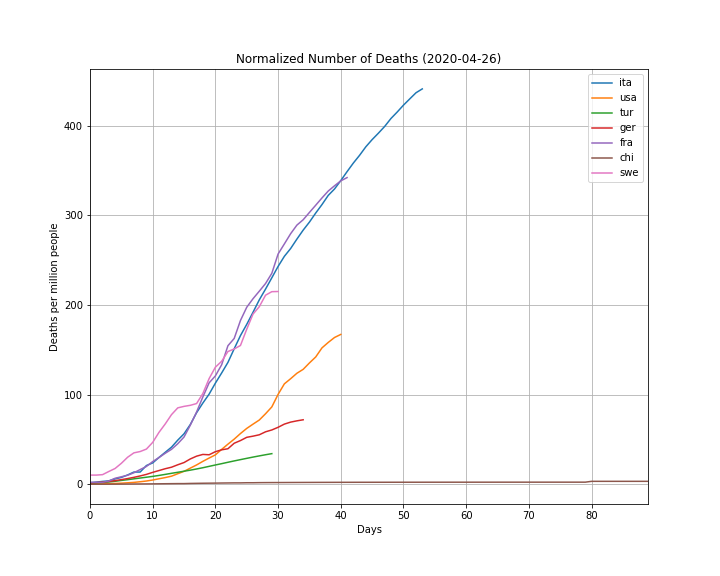 Normalized Number of Deaths (2020-04-26)
ita
usa
tur
ger
fra
chi
swe
Deaths per million people
400
300
200
100
0
0 10 20 30 40 50 60 70 80
Days